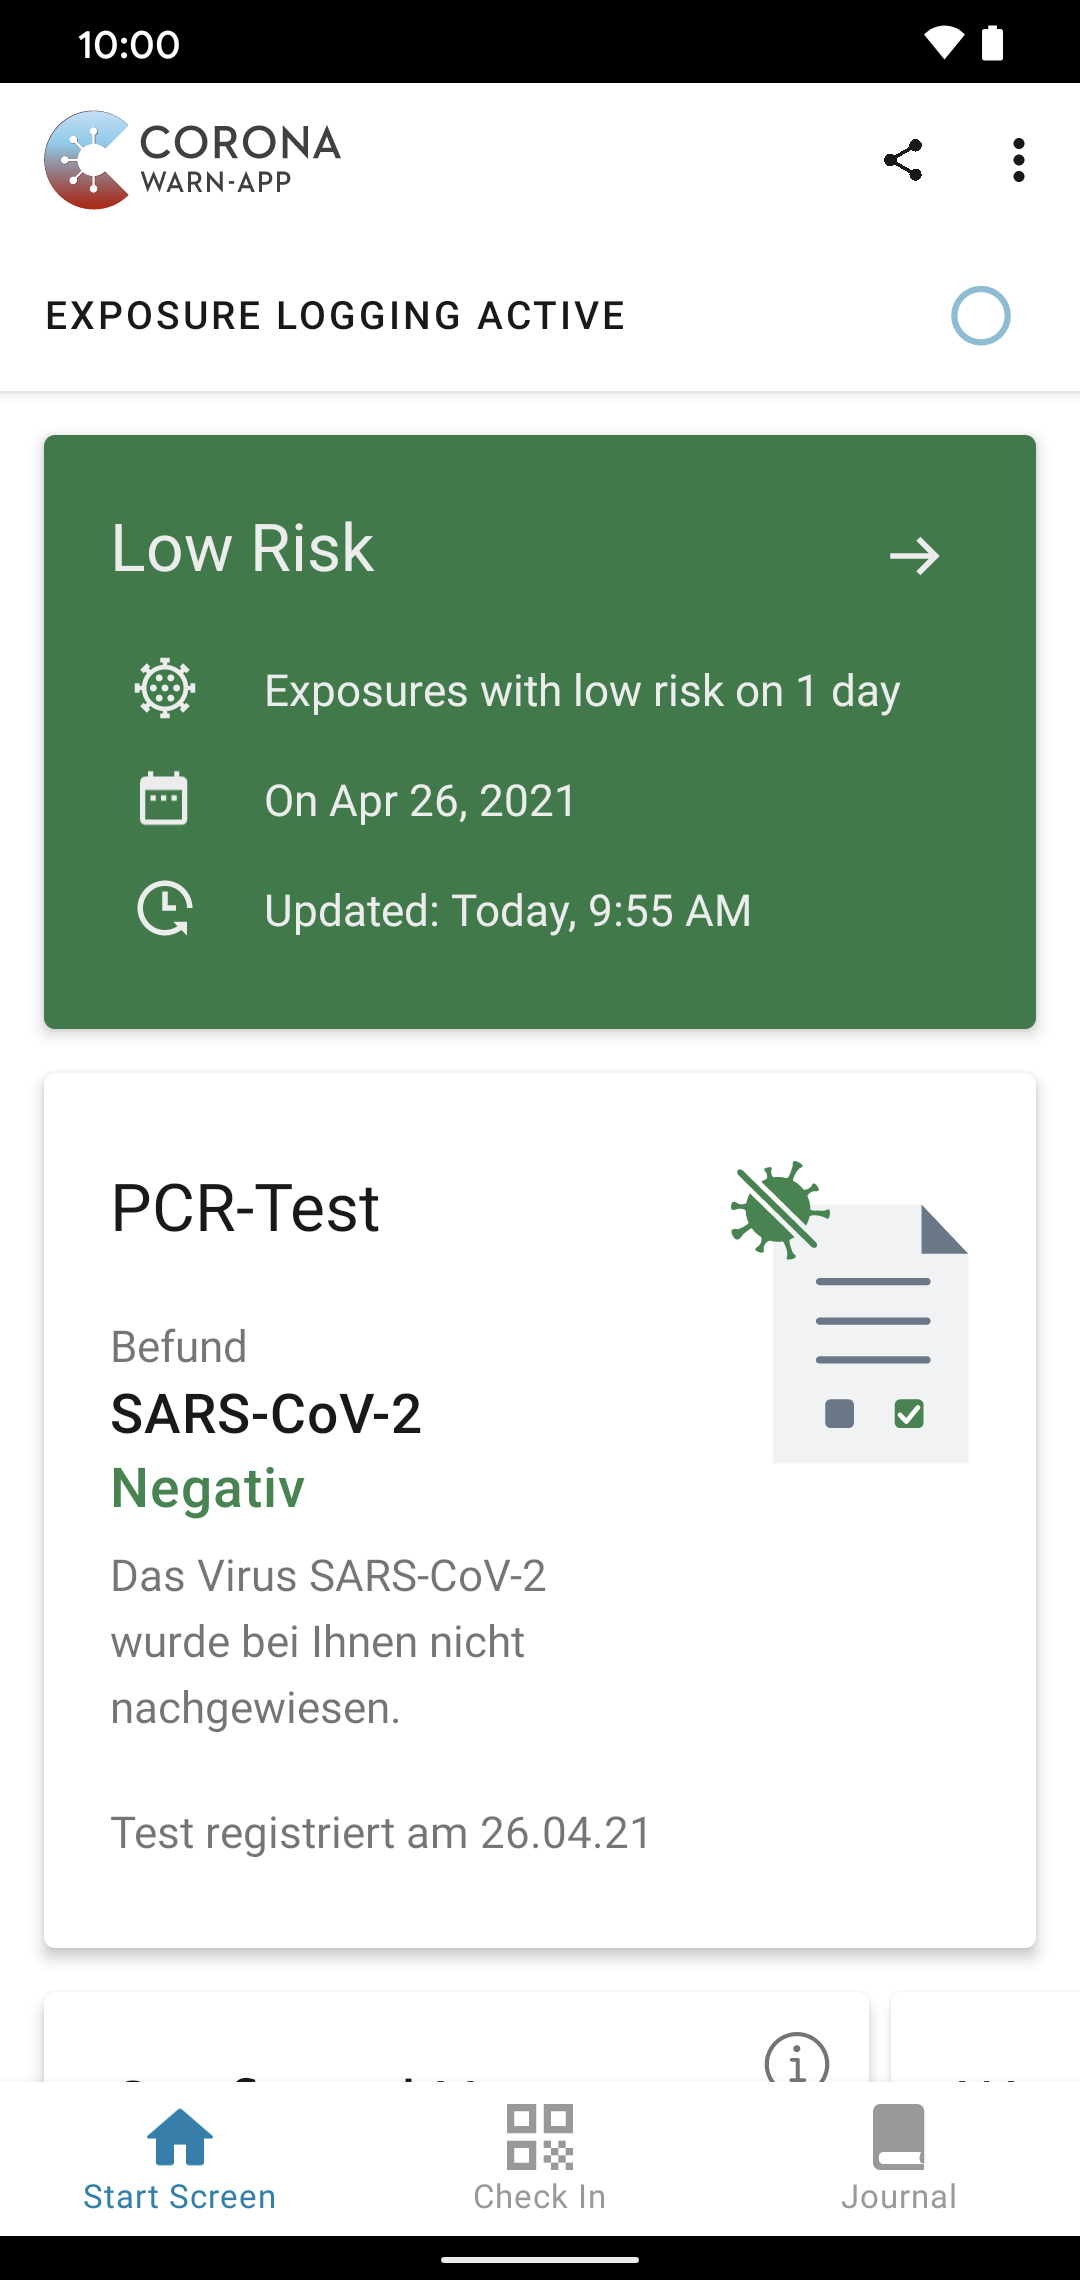 10:00
CORONA
WARN-APP
EXPOSURE LOGGING ACTIVE
Low Risk
Exposures with low risk on 1 day
On Apr 26, 2021
Updated: Today, 9:55 AM
PCR-Test
Befund
SARS-CoV-2
Negativ
Das Virus SARS-CoV-2
wurde bei Ihnen nicht
nachgewiesen.
Test registriert am 26.04.21
Start Screen
Check In
Journal